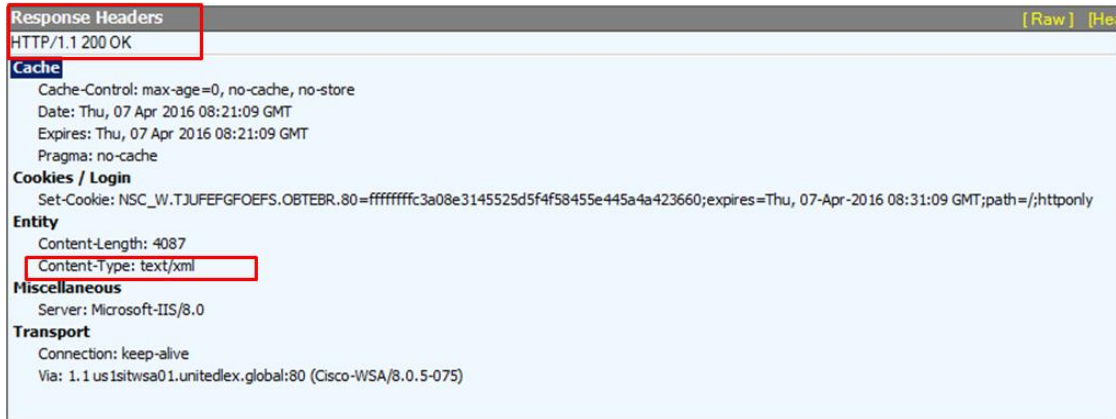 Response Headers [Raw] [Hea
HTTP/1.1 200 OK
Cache
Cache-Control: max-age=0, no-cache, no-store
Date: Thu, 07 Apr 2016 08:21:09 GMT
Expires: Thu, 07 Apr 2016 08:21:09 GMT
Pragma: no-cache
Cookies / Login
Set-Cookie: NSC_W.TJUFEFGFOEFS.OBTEBR.80=ffffffffc3a08e3145525d5f4f58455e445a4a423660;expires=Thu, 07-Apr-2016 08:31:09 GMT;path=/;httponly
Entity
Content-Length: 4087
Content-Type: text/xml
Miscellaneous
Server: Microsoft-IIS/8.0
Transport
Connection: keep-alive
Via: 1.1 us1sitwsa01.unitedlex.global:80 (Cisco-WSA/8.0.5-075)